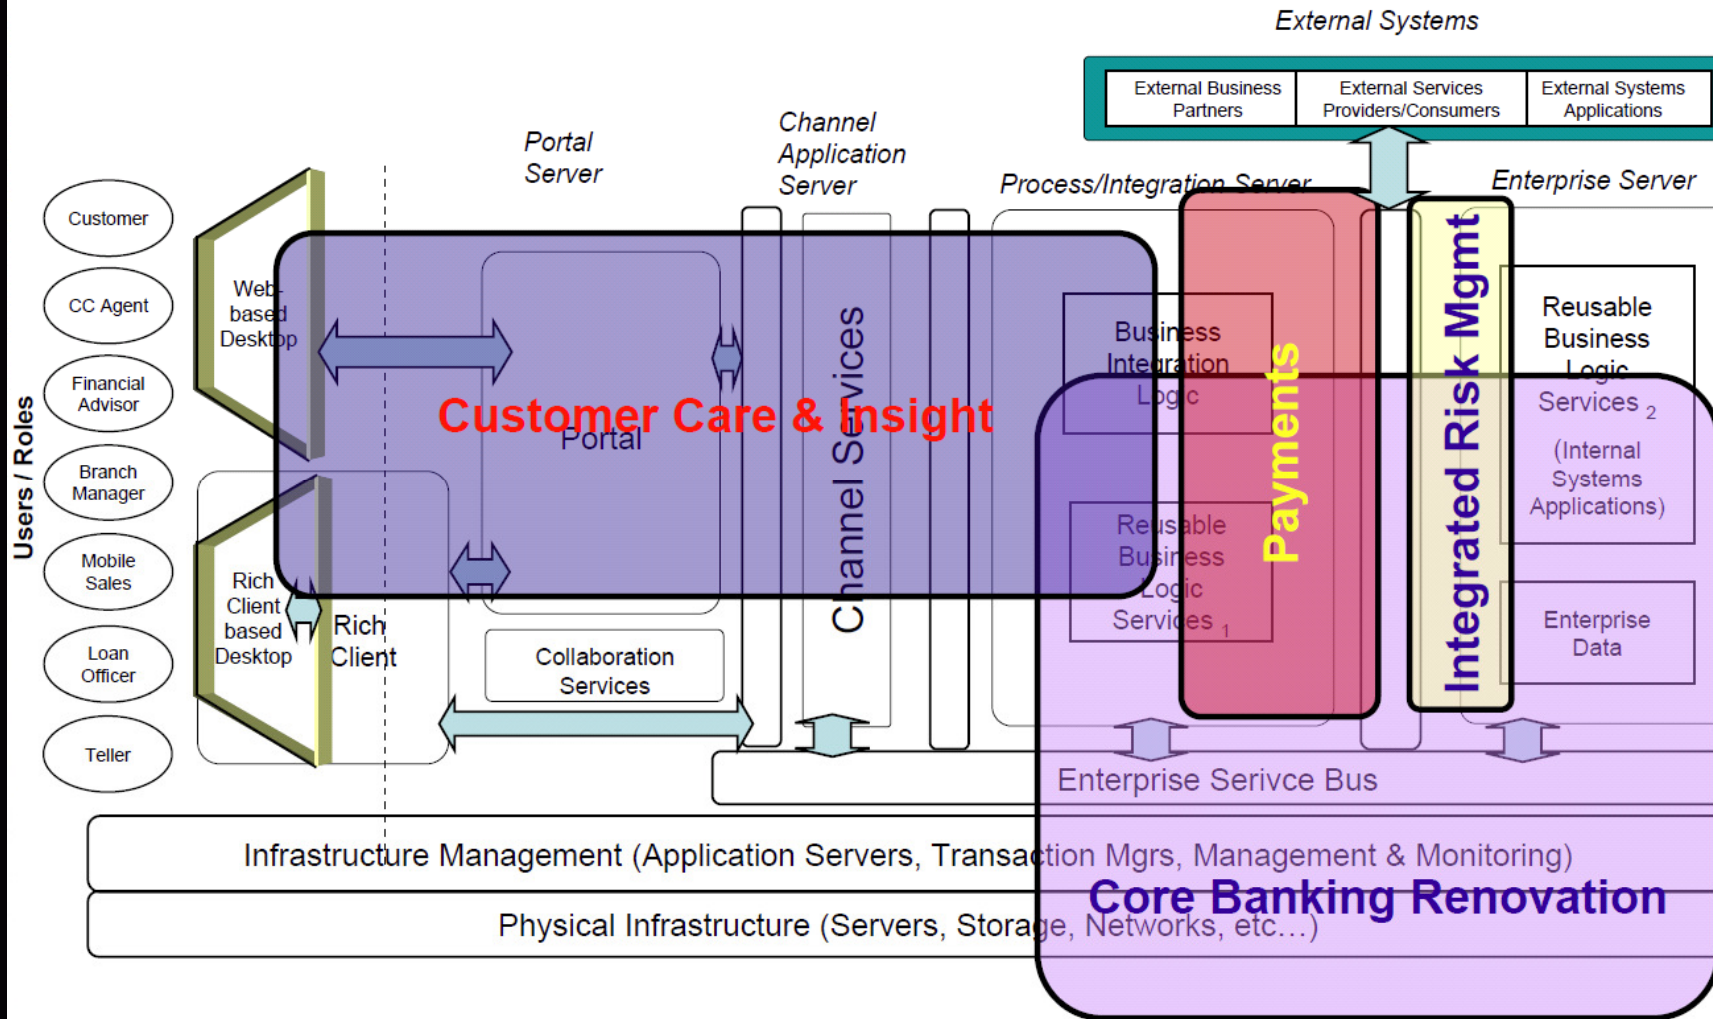 External Systems
External Business
Partners
External Services
Providers/Consumers
External Systems
Applications
Portal
Server
Channel
Application
Server
Process/Integration Server
Enterprise Server
Users / Roles
Customer
CC Agent
Financial
Advisor
Branch
Manager
Mobile
Sales
Loan
Officer
Teller
Web-
based
Desktop
Rich
Client
based
Desktop
Rich
Client
Customer Care & Insight
Portal
Collaboration
Services
Channel Services
Business
Integration
Logic
Reusable
Business
Logic
Services 1
Payments
Integrated Risk Mgmt
Reusable
Business
Logic
Services 2
(Internal
Systems
Applications)
Enterprise
Data
Enterprise Serivce Bus
Infrastructure Management (Application Servers, Transaction Mgrs, Management & Monitoring)
Core Banking Renovation
Physical Infrastructure (Servers, Storage, Networks, etc...)